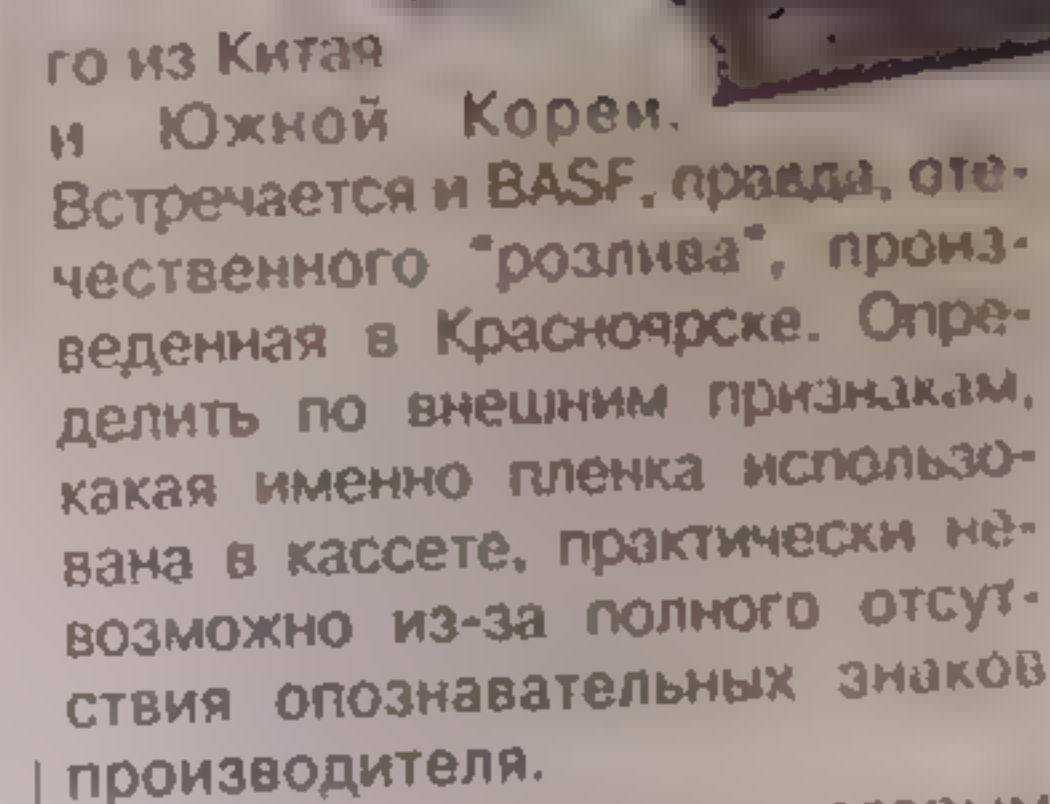 го из Китая
и Южной Кореи.
Встречается и BASF, правда, оте-
чественного "розлива", произ-
веденная в Красноярске. Опре-
делить по внешним признакам,
какая именно пленка использо-
вана в кассете, практически не-
возможно из-за полного отсут-
ствия опознавательных знаков
производителя.